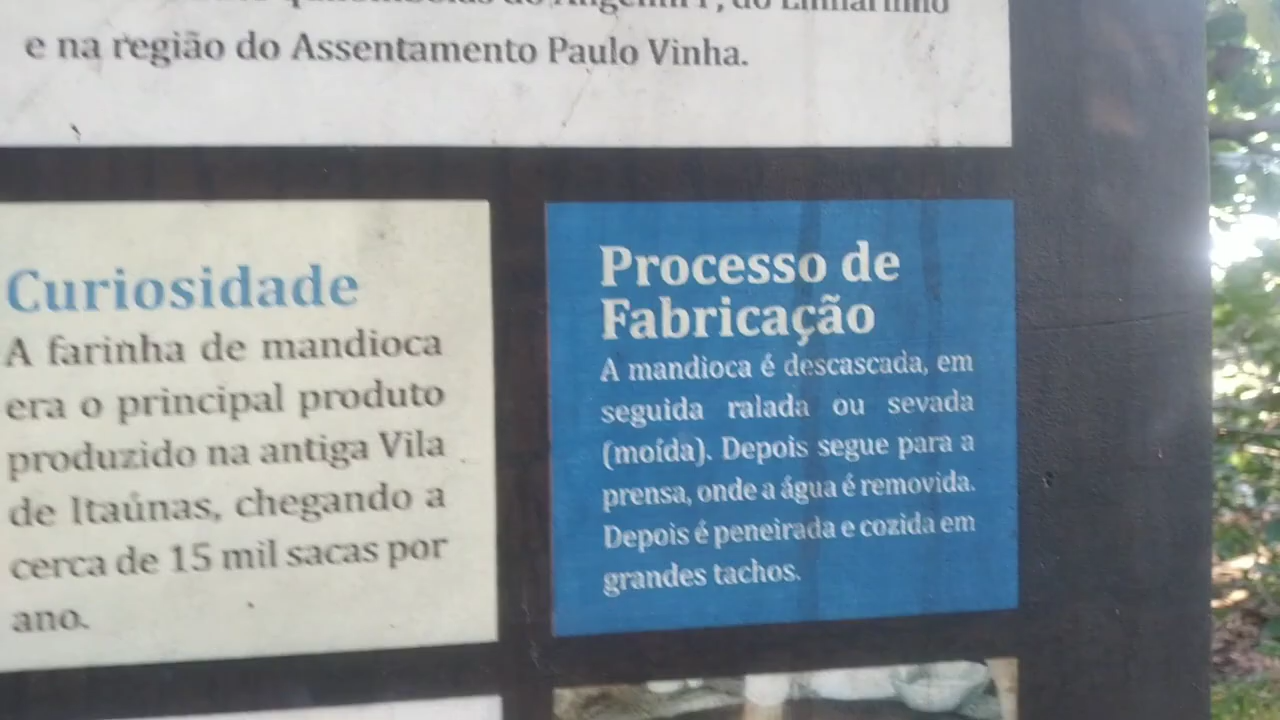 do Linharinho
e na região do Assentamento Paulo Vinha.
Curiosidade
A farinha de mandioca
era o principal produto
produzido na antiga Vila
de Itaúnas, chegando a
cerca de 15 mil sacas por
ano.
Processo de
Fabricação
A mandioca é descascada, em
seguida ralada ou sevada
(moída). Depois segue para a
prensa, onde a água é removida.
Depois é peneirada e cozida em
grandes tachos.